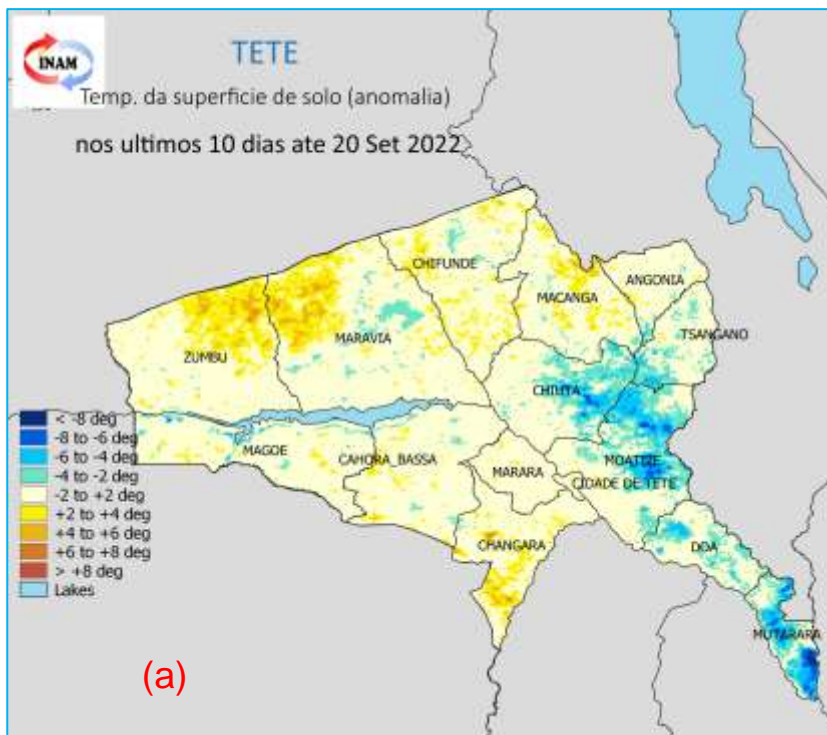 INAM
TETE
Temp. da superficie de solo (anomalia)
nos ultimos 10 dias ate 20 Set 2022
CHIFUNDE
ANGONIA
MACANGA
TSANGANO
MARAVIA
ZUMBU
CHIUTA
< -8 deg
-8 to -6 deg
-6 to -4 deg
-4 to -2 deg
-2 to +2 deg
+2 to +4 deg
+4 to +6 deg
+6 to +8 deg
> +8 deg
Lakes
MAGOE
CAHORA_BASSA
MARARA
MOATIZE
CIDADE DE TETE
CHANGARA
DOA
MUTARARA
(a)